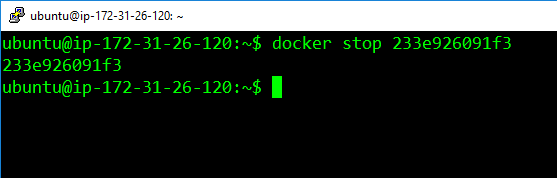 ubuntu@ip-172-31-26-120: ~
ubuntu@ip-172-31-26-120:~$ docker stop 233e926091f3
233e926091f3
ubuntu@ip-172-31-26-120:~$